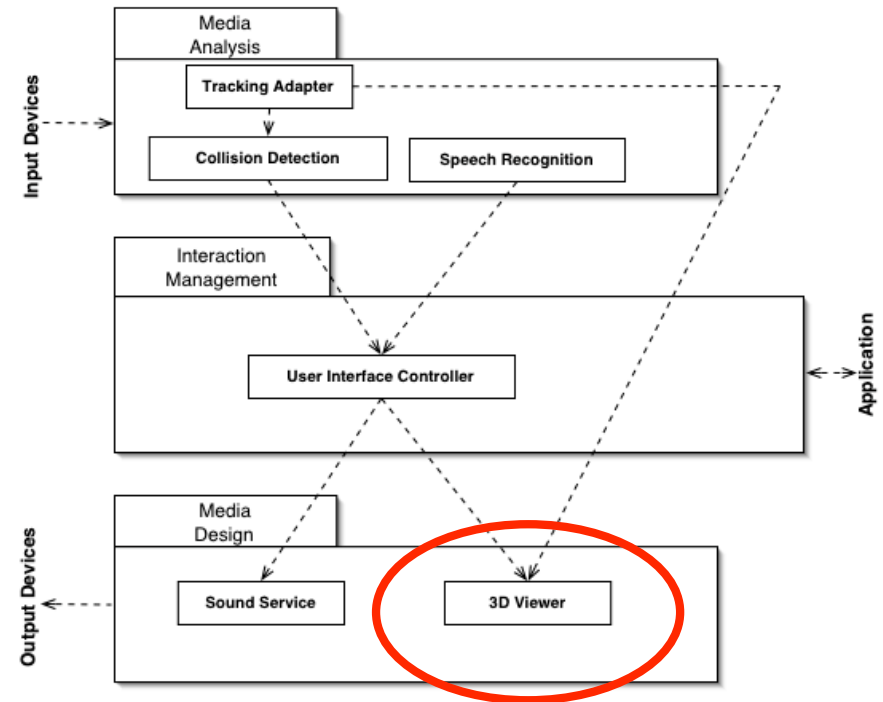 Media
Analysis
Tracking Adapter
Input Devices
Collision Detection
Speech Recognition
Interaction
Management
User Interface Controller
Application
Media
Design
Output Devices
Sound Service
3D Viewer